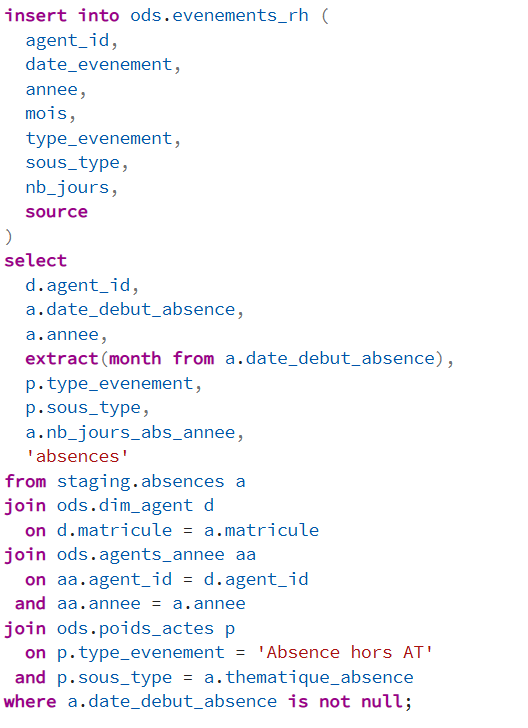 insert into ods.evenements_rh (
  agent_id,
  date_evenement,
  annee,
  mois,
  type_evenement,
  sous_type,
  nb_jours,
  source
)
select
  d.agent_id,
  a.date_debut_absence,
  a.annee,
  extract(month from a.date_debut_absence),
  p.type_evenement,
  p.sous_type,
  a.nb_jours_abs_annee,
  'absences'
from staging.absences a
join ods.dim_agent d
  on d.matricule = a.matricule
join ods.agents_annee aa
  on aa.agent_id = d.agent_id
 and aa.annee = a.annee
join ods.poids_actes p
  on p.type_evenement = 'Absence hors AT'
 and p.sous_type = a.thematique_absence
where a.date_debut_absence is not null;